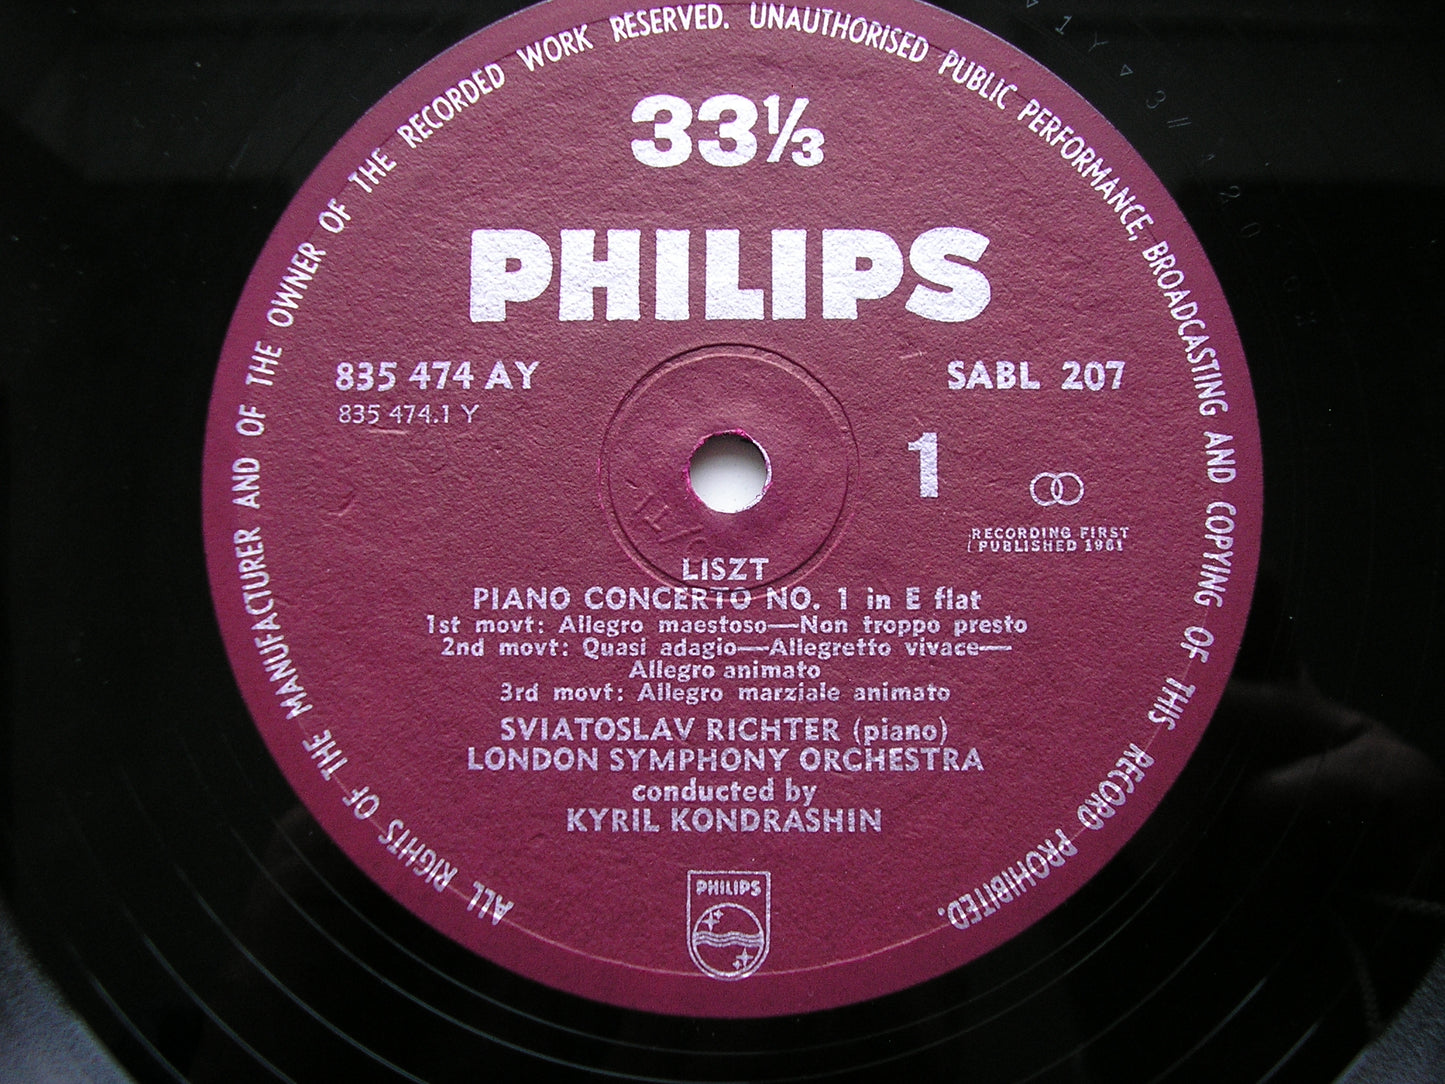 ALL RIGHTS OF THE MANUFACTURER AND OF THE OWNER OF THE RECORDED WORK RESERVED. UNAUTHORISED PUBLIC PERFORMANCE, BROADCASTING AND COPYING OF THIS RECORD PROHIBITED.
33⅓
PHILIPS
835 474 AY
SABL 207
835 474.1 Y
1
RECORDING FIRST
PUBLISHED 1961
LISZT
PIANO CONCERTO NO. 1 in E flat
1st movt: Allegro maestoso—Non troppo presto
2nd movt: Quasi adagio—Allegretto vivace—
Allegro animato
3rd movt: Allegro marziale animato
SVIATOSLAV RICHTER (piano)
LONDON SYMPHONY ORCHESTRA
conducted by
KYRIL KONDRASHIN
PHILIPS